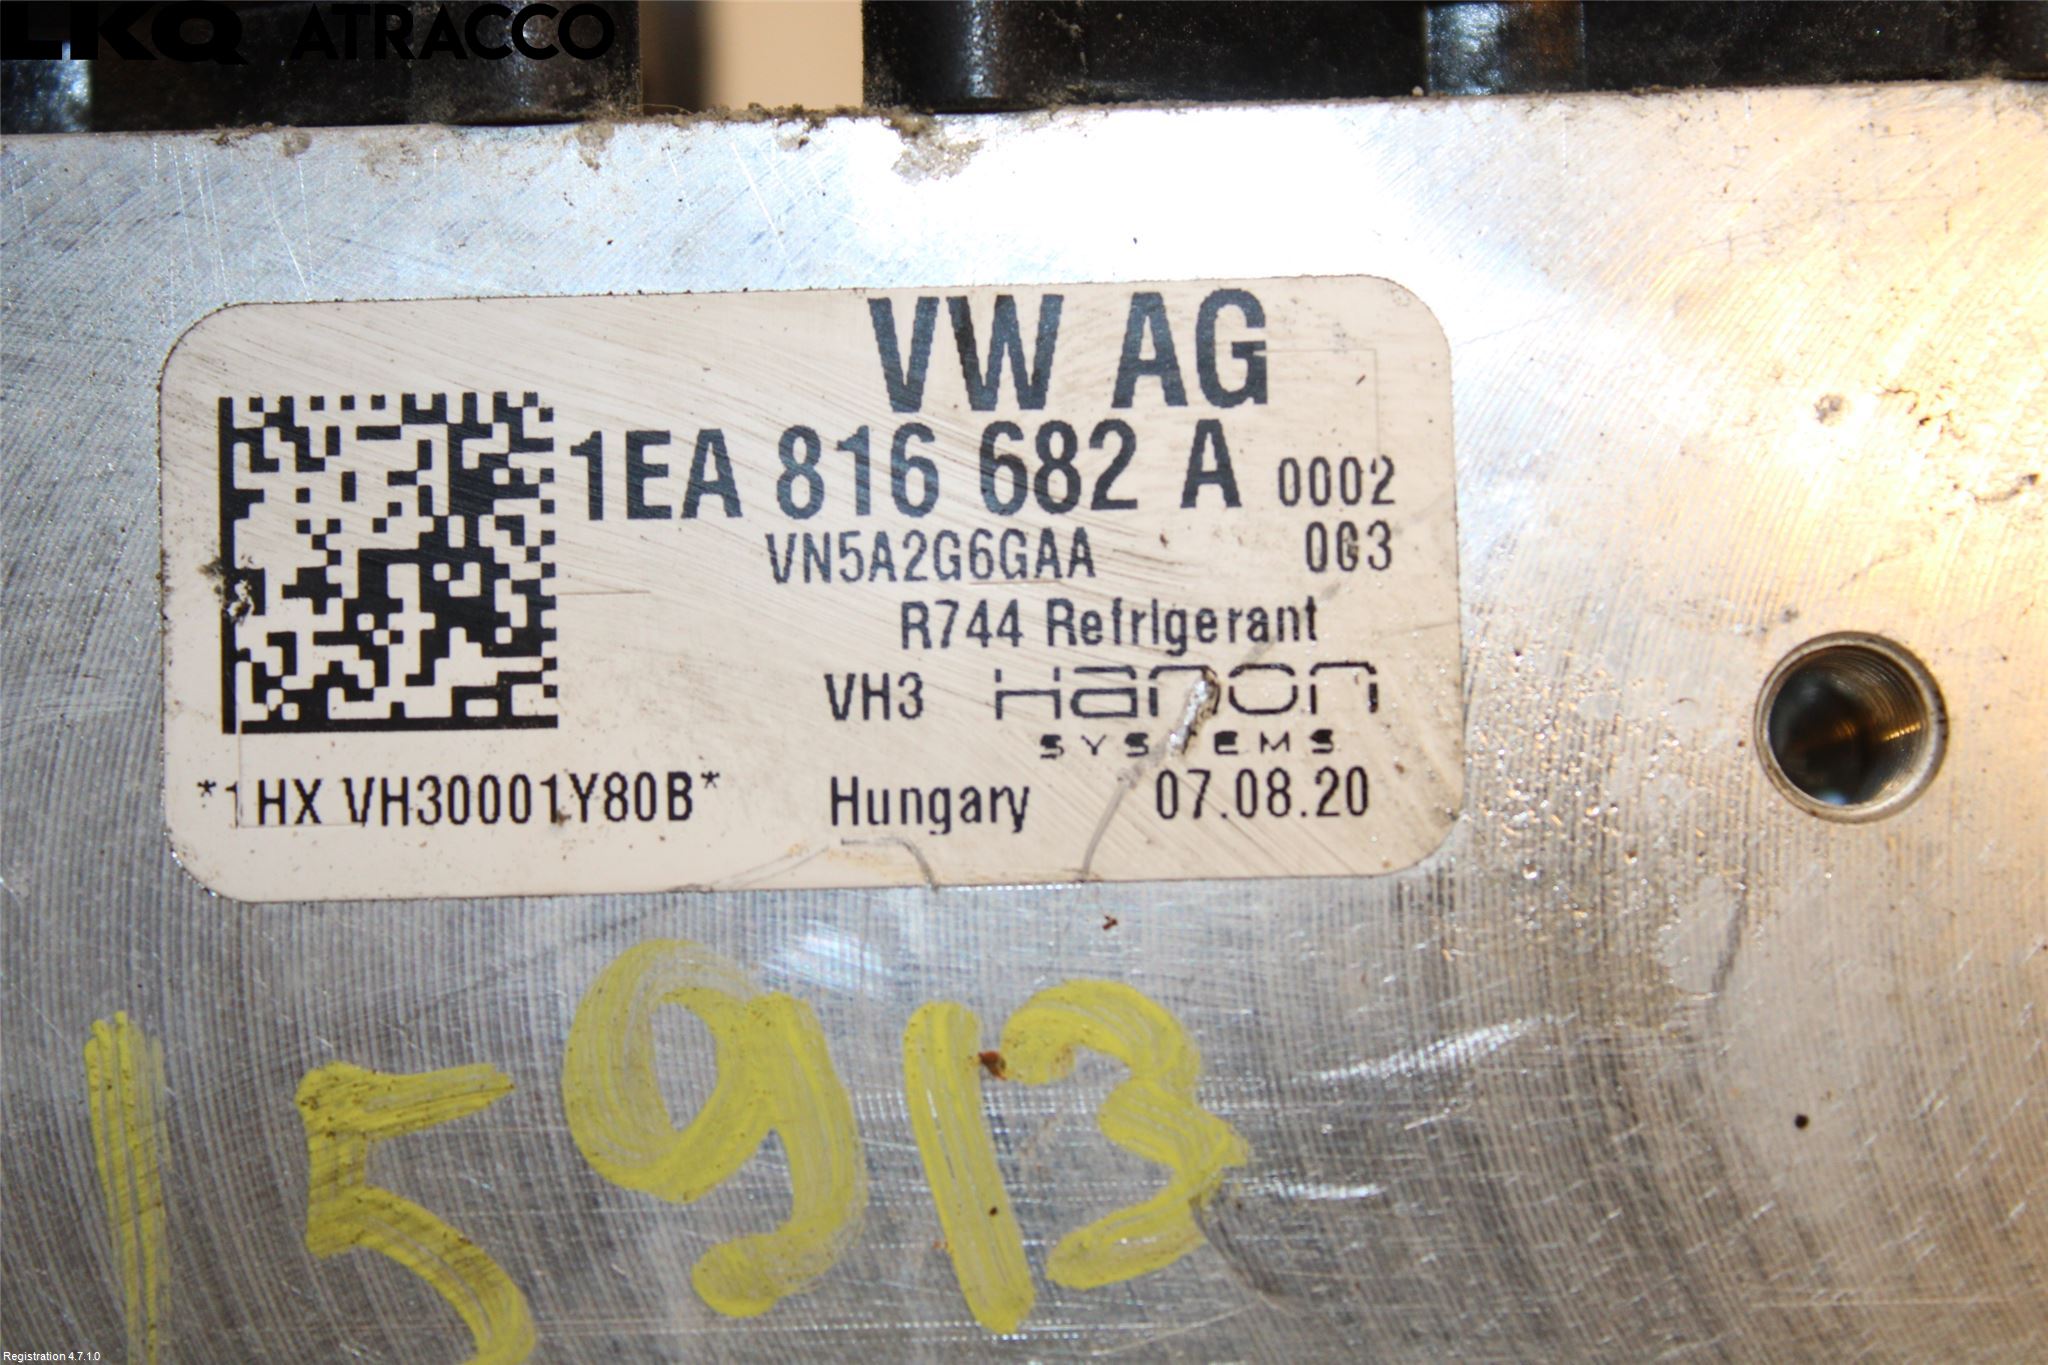 LKQ ATRACCO
VW AG
1EA 816 682 A 0002
VN5A2G6GAA 0G3
R744 Refrigerant
VH3 Hanon
SYSTEMS
*1HX VH30001Y80B* Hungary 07.08.20
15913
Registration 4.7.1.0